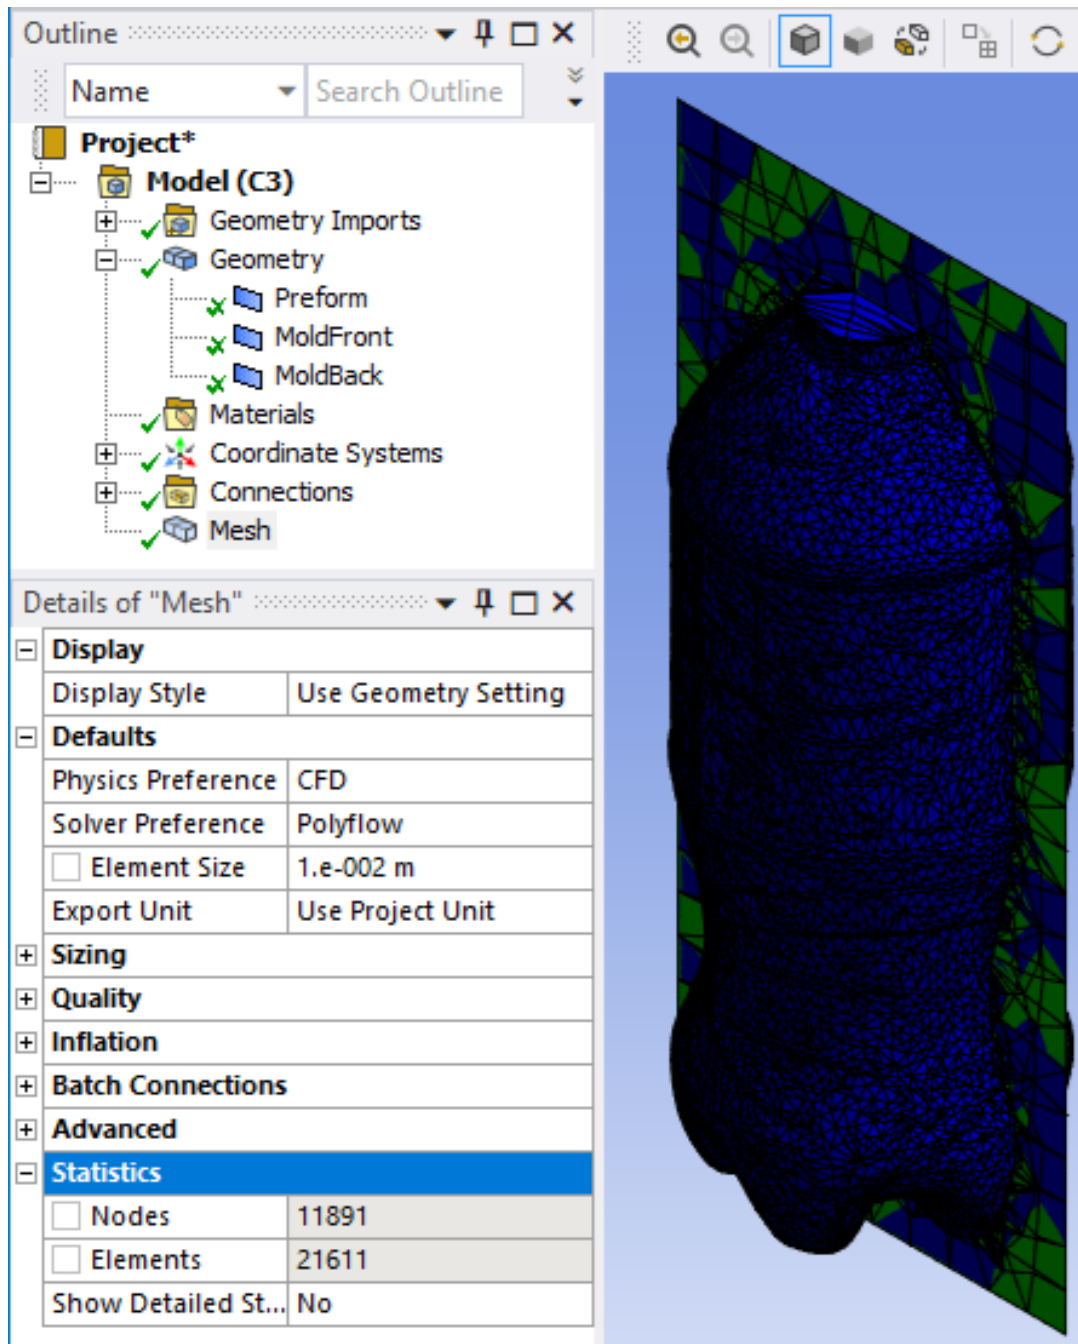 Outline
Name Search Outline
Project*
Model (C3)
Geometry Imports
Geometry
Preform
MoldFront
MoldBack
Materials
Coordinate Systems
Connections
Mesh
Details of "Mesh"
Display
Display Style Use Geometry Setting
Defaults
Physics Preference CFD
Solver Preference Polyflow
Element Size 1.e-002 m
Export Unit Use Project Unit
Sizing
Quality
Inflation
Batch Connections
Advanced
Statistics
Nodes 11891
Elements 21611
Show Detailed St... No